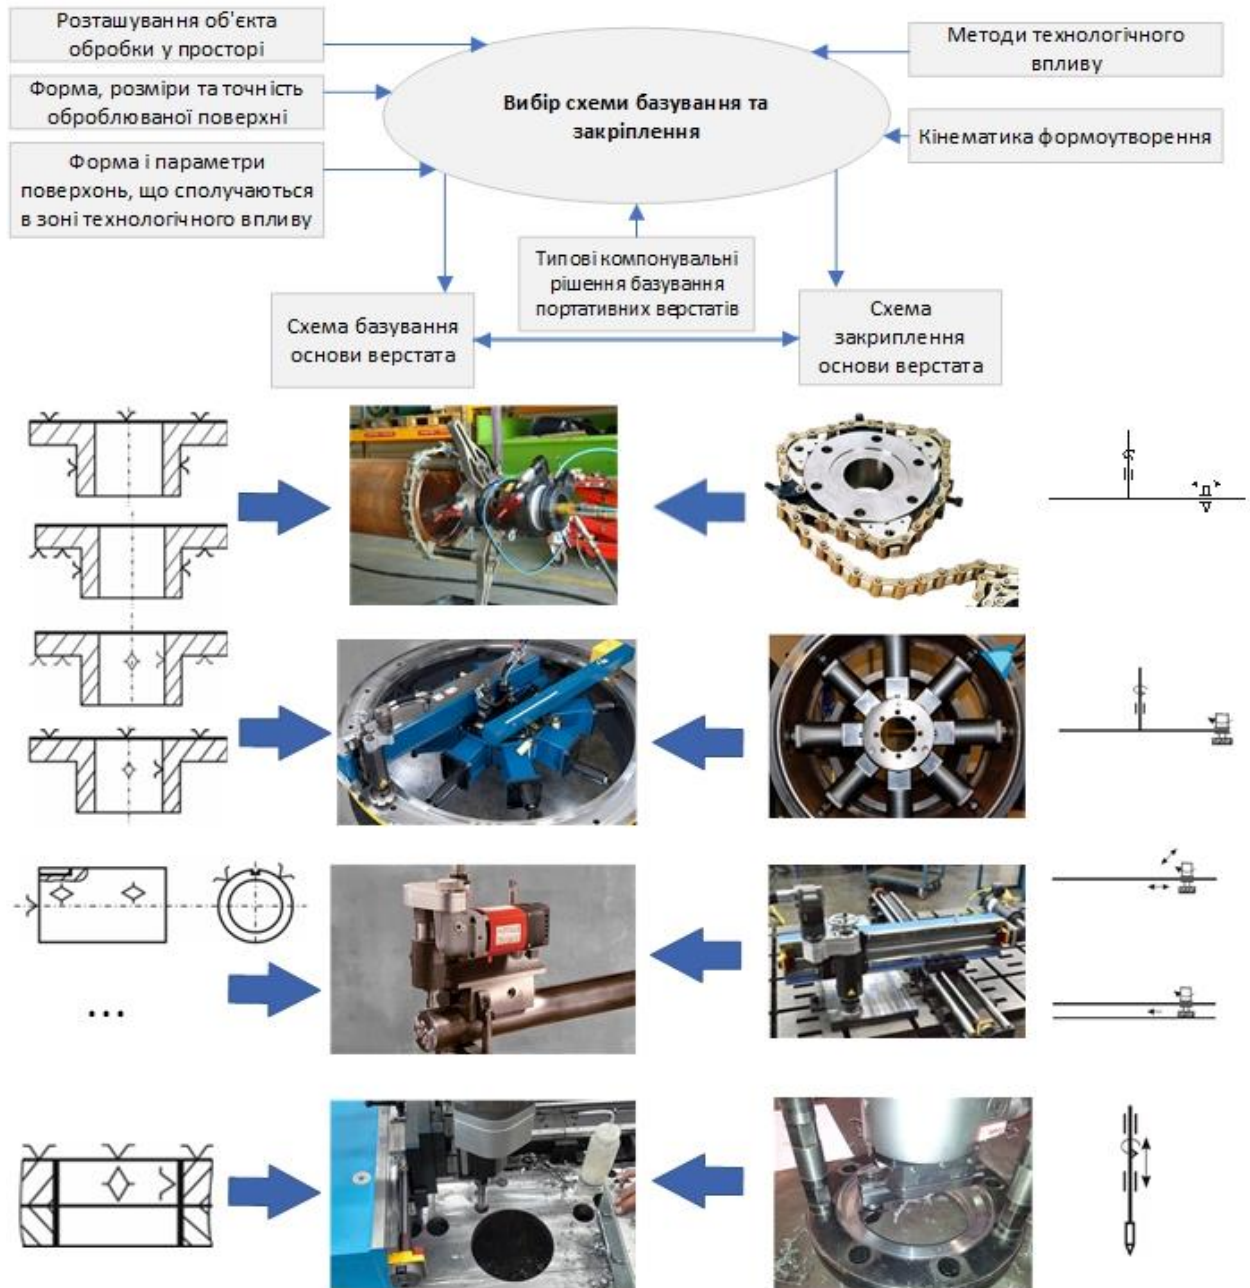 Розташування об'єкта
обробки у просторі
Форма, розміри та точність
оброблюваної поверхні
Форма і параметри
поверхонь, що сполучаються
в зоні технологічного впливу
Вибір схеми базування та
закріплення
Методи технологічного
впливу
Кінематика формоутворення
Типові компонувальні
рішення базування
портативних верстатів
Схема базування
основи верстата
Схема
закриплення
основи верстата
...